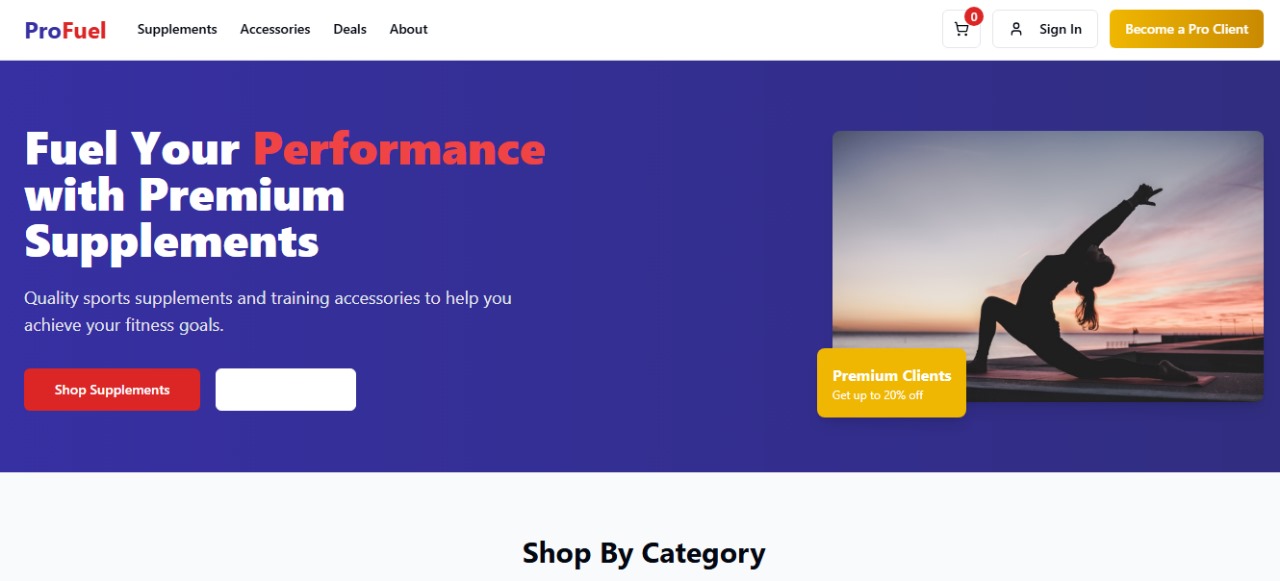 ProFuel
Supplements
Accessories
Deals
About
0
Sign In
Become a Pro Client
Fuel Your Performance
with Premium
Supplements
Quality sports supplements and training accessories to help you
achieve your fitness goals.
Shop Supplements
Premium Clients
Get up to 20% off
Shop By Category